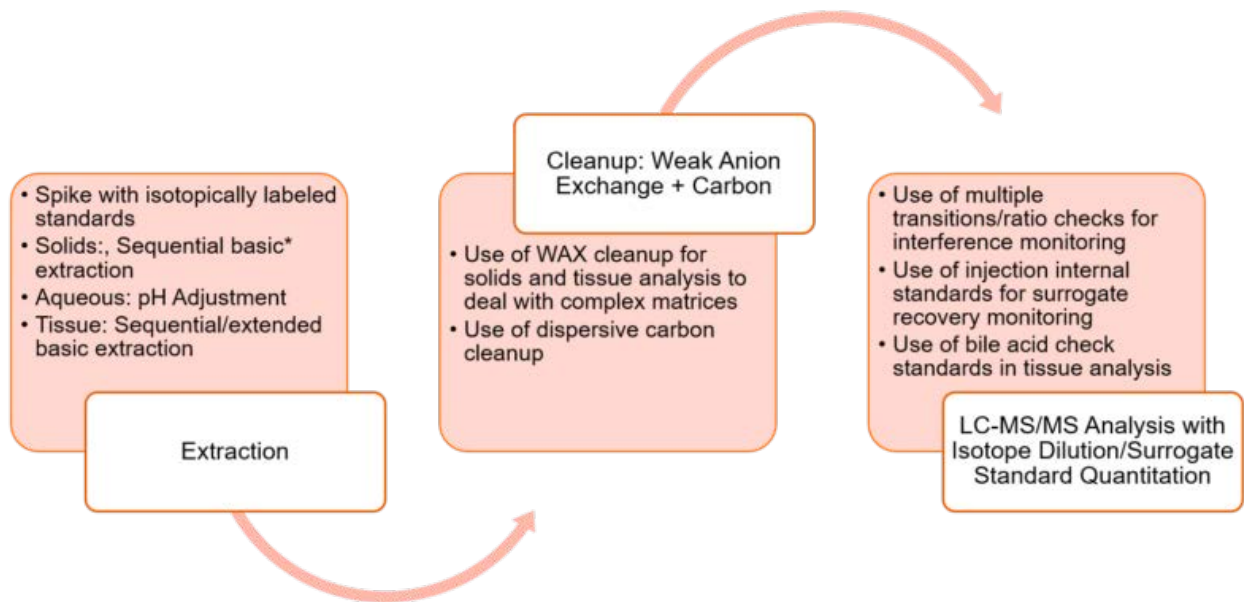 • Spike with isotopically labeled
standards
• Solids:, Sequential basic*
extraction
• Aqueous: pH Adjustment
• Tissue: Sequential/extended
basic extraction
Extraction
Cleanup: Weak Anion
Exchange + Carbon
• Use of WAX cleanup for
solids and tissue analysis to
deal with complex matrices
• Use of dispersive carbon
cleanup
• Use of multiple
transitions/ratio checks for
interference monitoring
• Use of injection internal
standards for surrogate
recovery monitoring
• Use of bile acid check
standards in tissue analysis
LC-MS/MS Analysis with
Isotope Dilution/Surrogate
Standard Quantitation